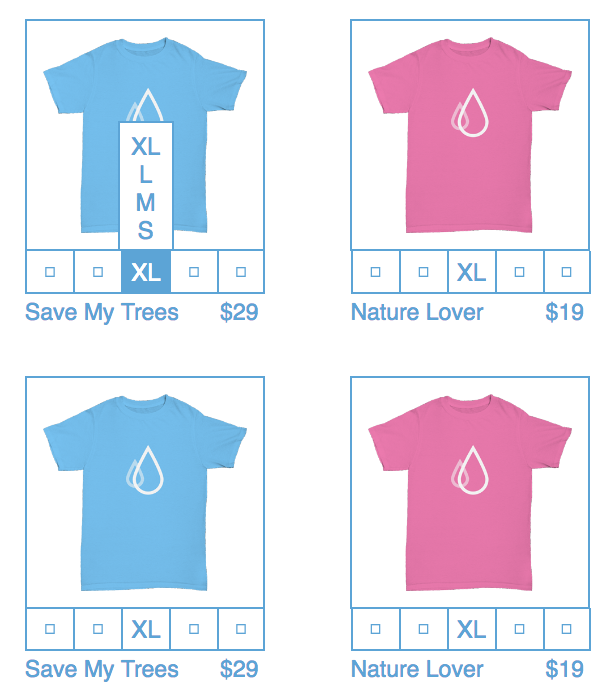 XL
L
M
S
XL
XL
Save My Trees $29
Nature Lover $19
XL
XL
Save My Trees $29
Nature Lover $19